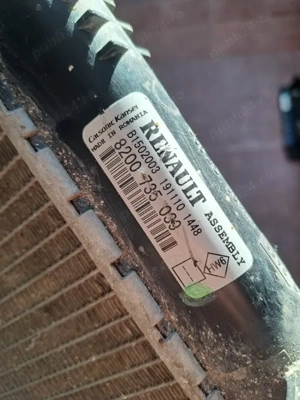 Calsonic Kansei
MADE IN ROMANIA
RENAULT ASSEMBLY
B1502003 191110 1448
8200 735 039